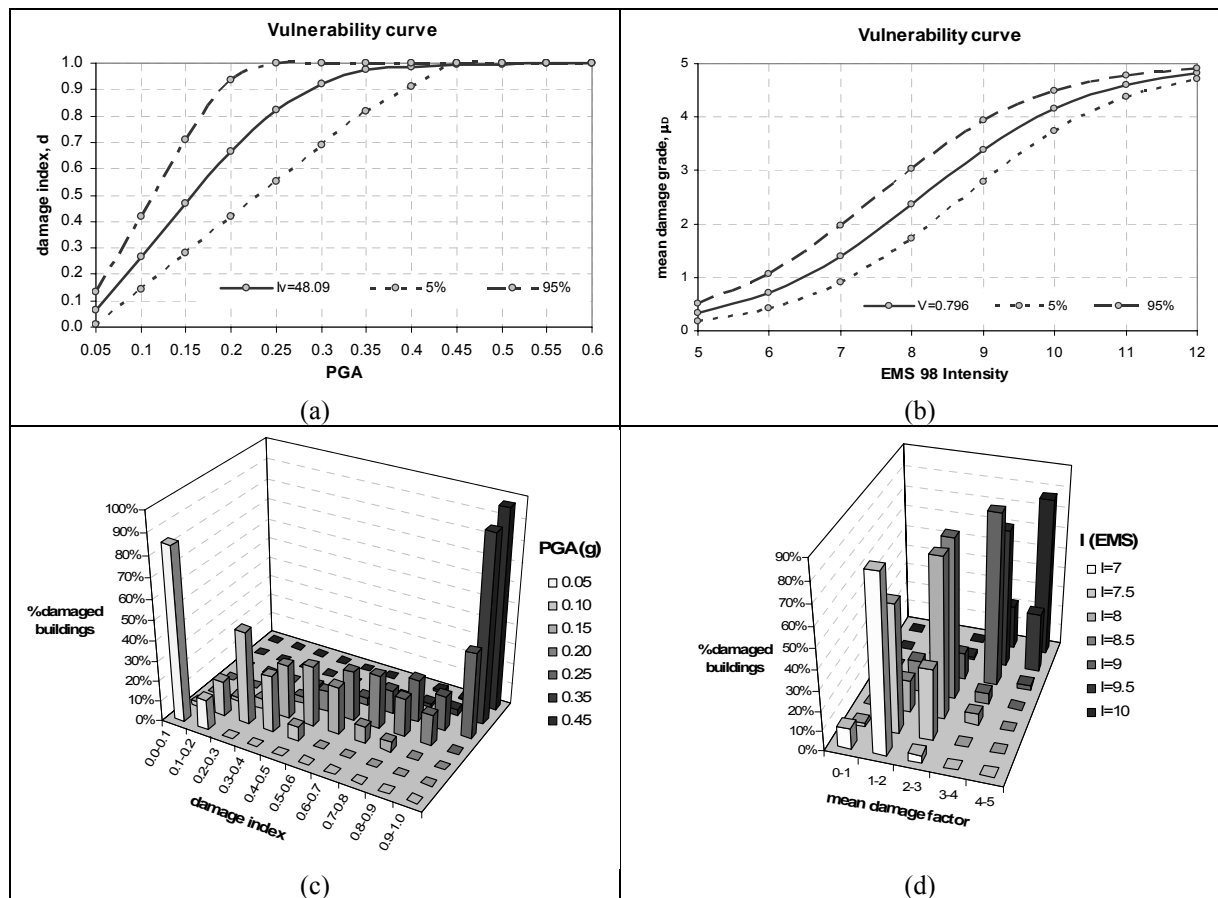 Vulnerability curve
damage index, d
1.0
0.9
0.8
0.7
0.6
0.5
0.4
0.3
0.2
0.1
0.0
Iv=48.09 5% 95%
0.05 0.1 0.15 0.2 0.25 0.3 0.35 0.4 0.45 0.5 0.55 0.6
PGA
(a)
Vulnerability curve
mean damage grade, μD
5
4
3
2
1
0
V=0.796 5% 95%
5 6 7 8 9 10 11 12
EMS 98 Intensity
(b)
100%
90%
80%
70%
60%
50%
40%
30%
20%
10%
0%
%damaged
buildings
0.0-0.1
0.1-0.2
0.2-0.3
0.3-0.4
0.4-0.5
0.5-0.6
0.6-0.7
0.7-0.8
0.8-0.9
0.9-1.0
damage index
PGA(g)
0.05
0.10
0.15
0.20
0.25
0.35
0.45
(c)
90%
80%
70%
60%
50%
40%
30%
20%
10%
0%
%damaged
buildings
0-1
1-2
2-3
3-4
4-5
mean damage factor
I (EMS)
I=7
I=7.5
I=8
I=8.5
I=9
I=9.5
I=10
(d)